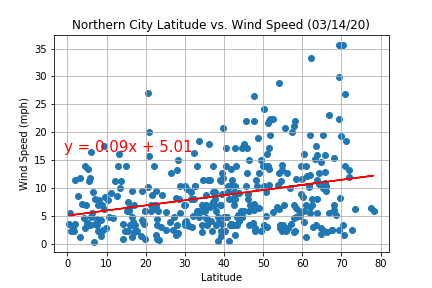 Northern City Latitude vs. Wind Speed (03/14/20)
35
30
25
20
15
10
5
0
Wind Speed (mph)
y = 0.09x + 5.01
0 10 20 30 40 50 60 70 80
Latitude